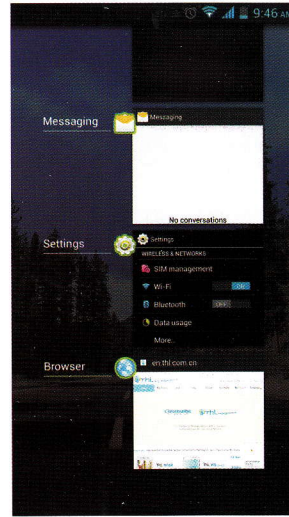 9:46 AM
Messaging
Messaging
No conversations
Settings
Settings
WIRELESS & NETWORKS
SIM management
Wi-Fi
ON
Bluetooth
OFF
Data usage
More...
Browser
en.thl.com.cn